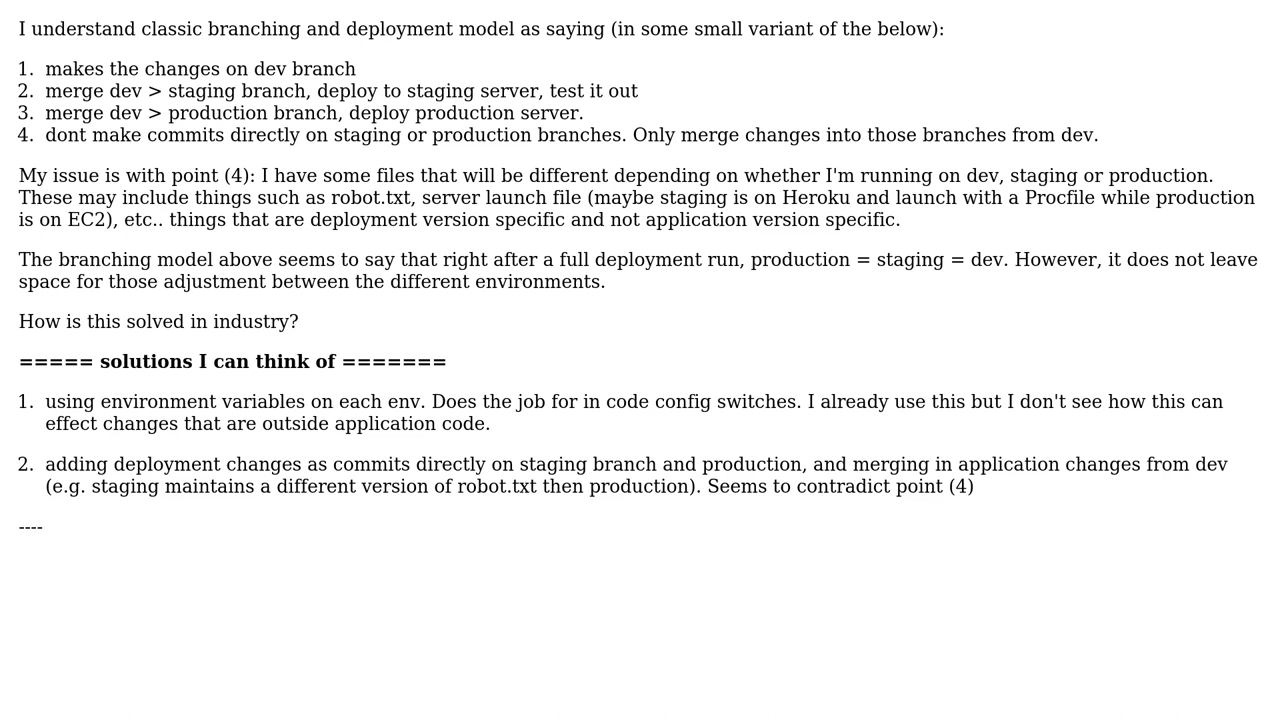 I understand classic branching and deployment model as saying (in some small variant of the below):
1. makes the changes on dev branch
2. merge dev > staging branch, deploy to staging server, test it out
3. merge dev > production branch, deploy production server.
4. dont make commits directly on staging or production branches. Only merge changes into those branches from dev.
My issue is with point (4): I have some files that will be different depending on whether I'm running on dev, staging or production.
These may include things such as robot.txt, server launch file (maybe staging is on Heroku and launch with a Procfile while production
is on EC2), etc.. things that are deployment version specific and not application version specific.
The branching model above seems to say that right after a full deployment run, production = staging = dev. However, it does not leave
space for those adjustment between the different environments.
How is this solved in industry?
===== solutions I can think of =======
1. using environment variables on each env. Does the job for in code config switches. I already use this but I don't see how this can
effect changes that are outside application code.
2. adding deployment changes as commits directly on staging branch and production, and merging in application changes from dev
(e.g. staging maintains a different version of robot.txt then production). Seems to contradict point (4)
----